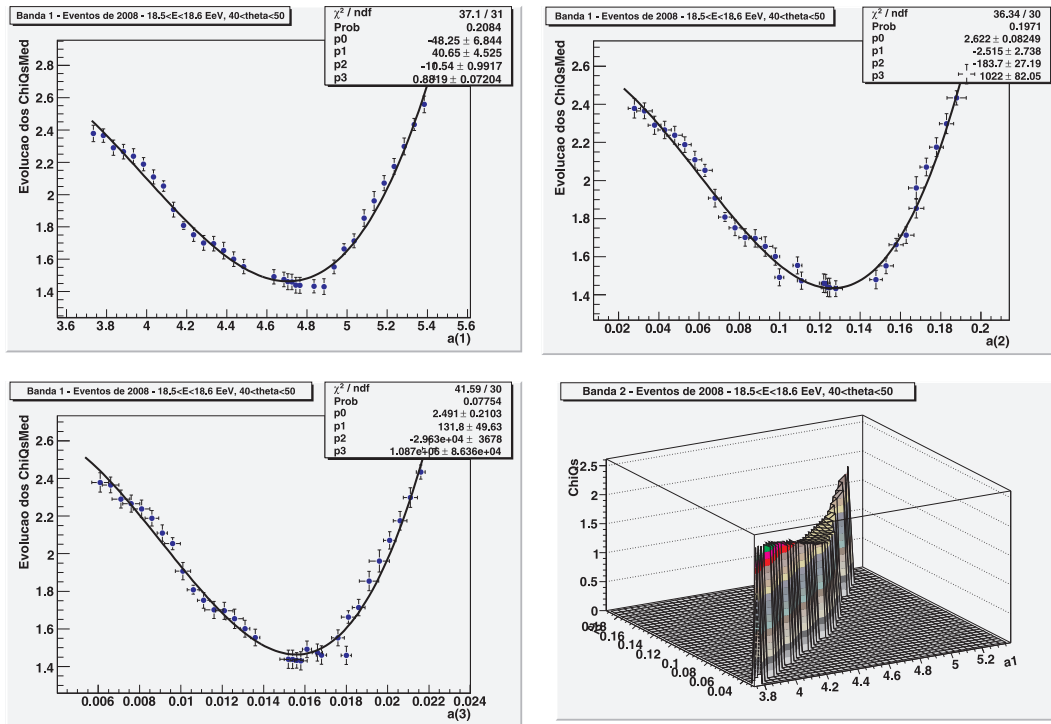 Banda 1 - Eventos de 2008 - 18.5<E<18.6 EeV, 40<theta<50
χ² / ndf 37.1 / 31
Prob 0.2084
p0 -48.25 ± 6.844
p1 40.65 ± 4.525
p2 -10.54 ± 0.9917
p3 0.8819 ± 0.07204
Evolucao dos ChiQsMed
2.8
2.6
2.4
2.2
2
1.8
1.6
1.4
3.6 3.8 4 4.2 4.4 4.6 4.8 5 5.2 5.4 5.6
a(1)
Banda 1 - Eventos de 2008 - 18.5<E<18.6 EeV, 40<theta<50
χ² / ndf 36.34 / 30
Prob 0.1971
p0 2.622 ± 0.08249
p1 -2.515 ± 2.738
p2 -183.7 ± 27.19
p3 1022 ± 82.05
Evolucao dos ChiQsMed
2.8
2.6
2.4
2.2
2
1.8
1.6
1.4
0.02 0.04 0.06 0.08 0.1 0.12 0.14 0.16 0.18 0.2
a(2)
Banda 1 - Eventos de 2008 - 18.5<E<18.6 EeV, 40<theta<50
χ² / ndf 41.59 / 30
Prob 0.07754
p0 2.491 ± 0.2103
p1 131.8 ± 49.63
p2 -2.963e+04 ± 3678
p3 1.087e+06 ± 8.636e+04
Evolucao dos ChiQsMed
2.6
2.4
2.2
2
1.8
1.6
1.4
0.006 0.008 0.01 0.012 0.014 0.016 0.018 0.02 0.022 0.024
a(3)
Banda 2 - Eventos de 2008 - 18.5<E<18.6 EeV, 40<theta<50
ChiQs
2.5
2
1.5
1
0.5
0
0.18
0.16
0.14
0.12
0.1
0.08
0.06
0.04
3.8 4 4.2 4.4 4.6 4.8 5 5.2
a1